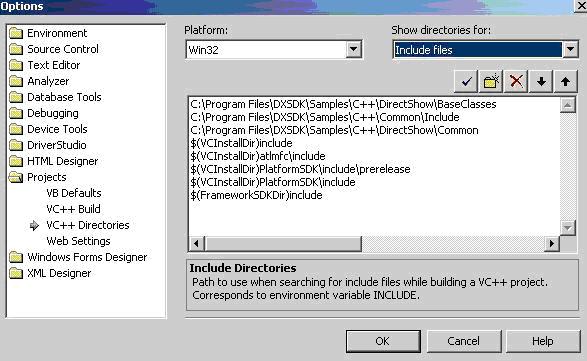 Options
Environment
Source Control
Text Editor
Analyzer
Database Tools
Debugging
Device Tools
DriverStudio
HTML Designer
Projects
VB Defaults
VC++ Build
VC++ Directories
Web Settings
Windows Forms Designer
XML Designer
Platform:
Win32
Show directories for:
Include files
C:\Program Files\DXSDK\Samples\C++\DirectShow\BaseClasses
C:\Program Files\DXSDK\Samples\C++\Common\Include
C:\Program Files\DXSDK\Samples\C++\DirectShow\Common
$(VCInstallDir)include
$(VCInstallDir)atlmfc\include
$(VCInstallDir)PlatformSDK\include\prerelease
$(VCInstallDir)PlatformSDK\include
$(FrameworkSDKDir)include
Include Directories
Path to use when searching for include files while building a VC++ project.
Corresponds to environment variable INCLUDE.
OK
Cancel
Help